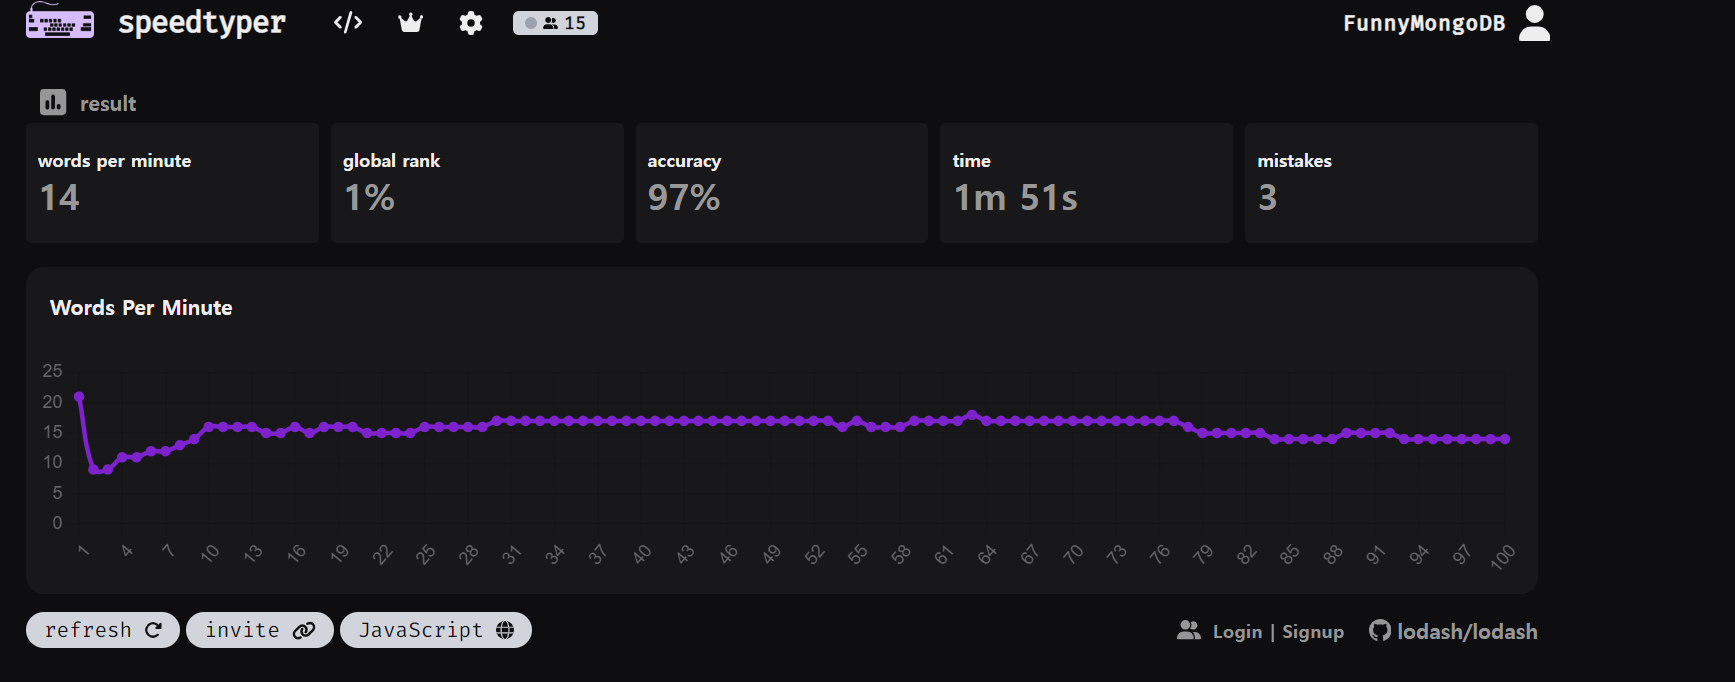 speedtyper </> 15 FunnyMongoDB
result
words per minute global rank accuracy time mistakes
14 1% 97% 1m 51s 3
Words Per Minute
25
20
15
10
5
0
1 4 7 10 13 16 19 22 25 28 31 34 37 40 43 46 49 52 55 58 61 64 67 70 73 76 79 82 85 88 91 94 97 100
refresh invite JavaScript Login | Signup lodash/lodash